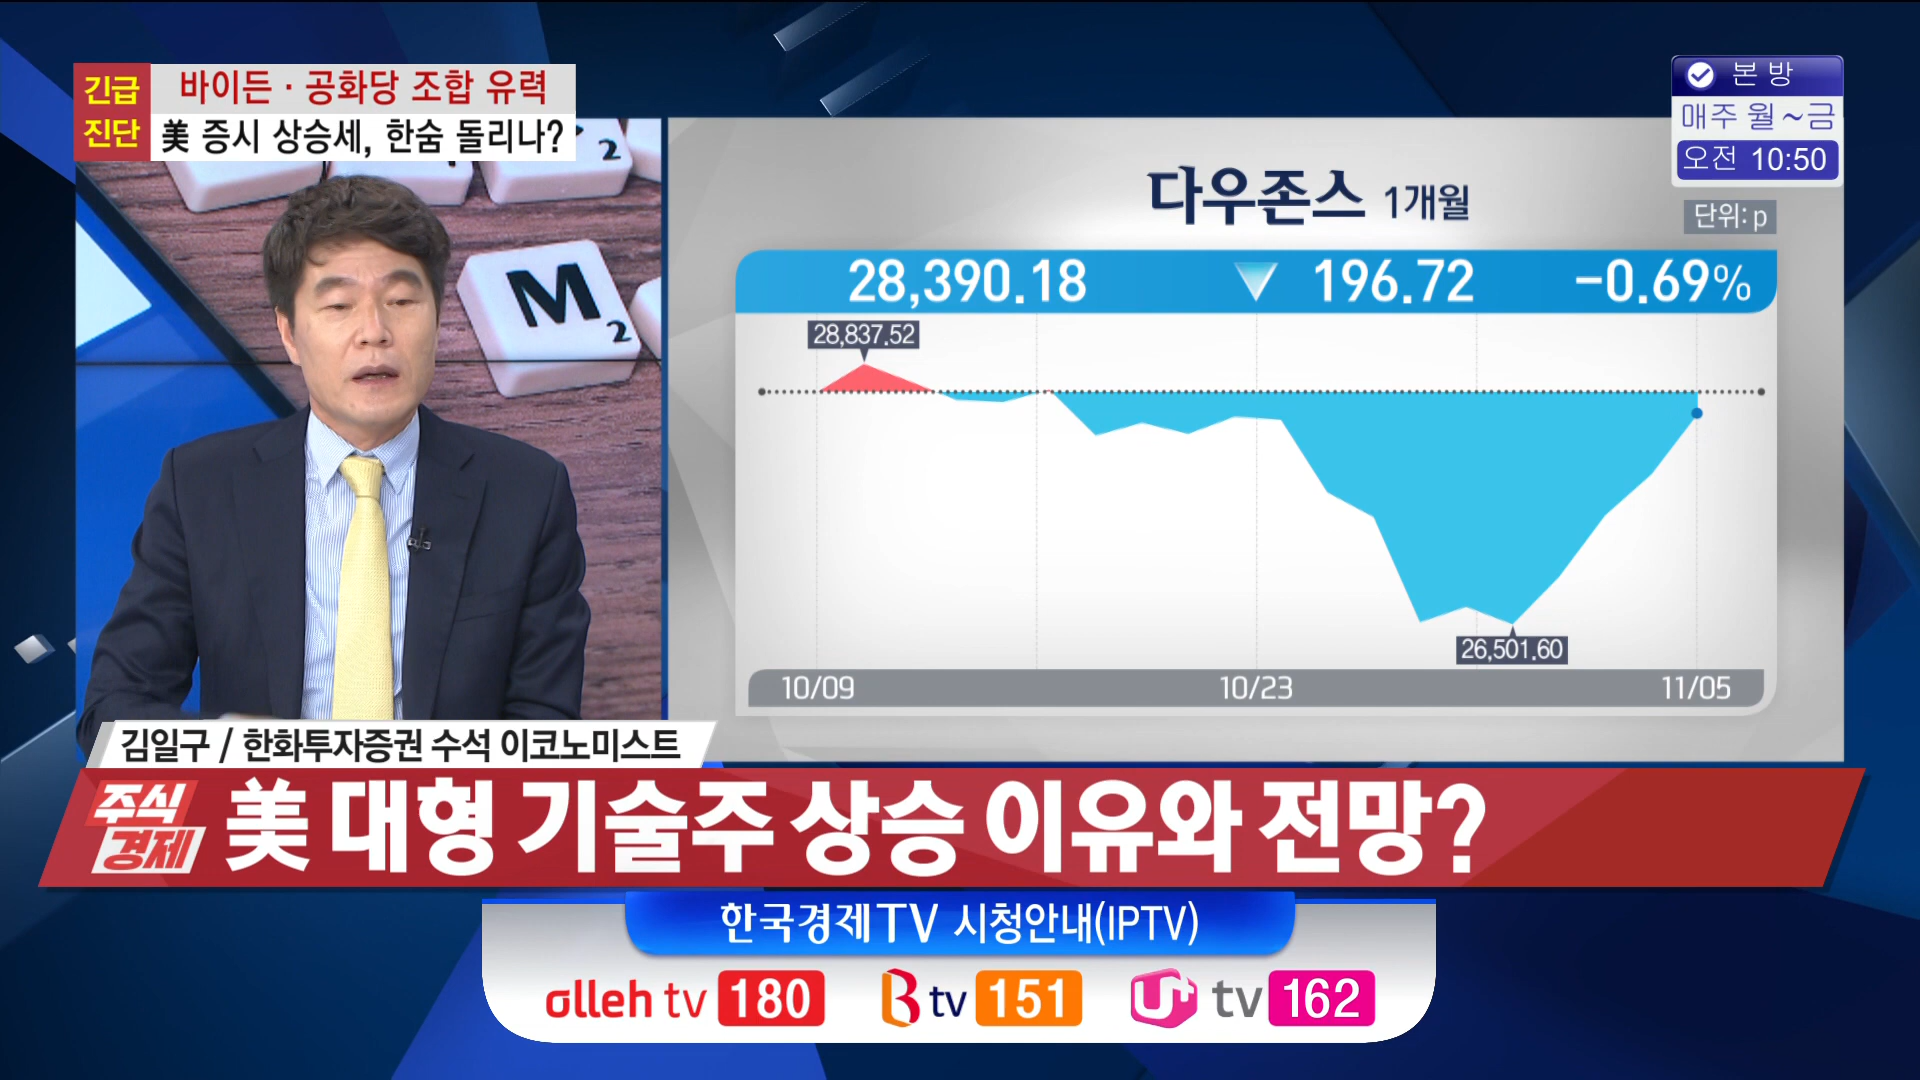 긴급
진단
바이든 · 공화당 조합 유력
美 증시 상승세, 한숨 돌리나?
본 방
매주 월~금
오전 10:50
2
M
2
다우존스 1개월
단위: p
28,390.18 ▼ 196.72 -0.69%
28,837.52
26,501.60
10/09 10/23 11/05
김일구 / 한화투자증권 수석 이코노미스트
주식
경제
美 대형 기술주 상승 이유와 전망?
한국경제TV 시청안내(IPTV)
olleh tv 180 B tv 151 U+ tv 162